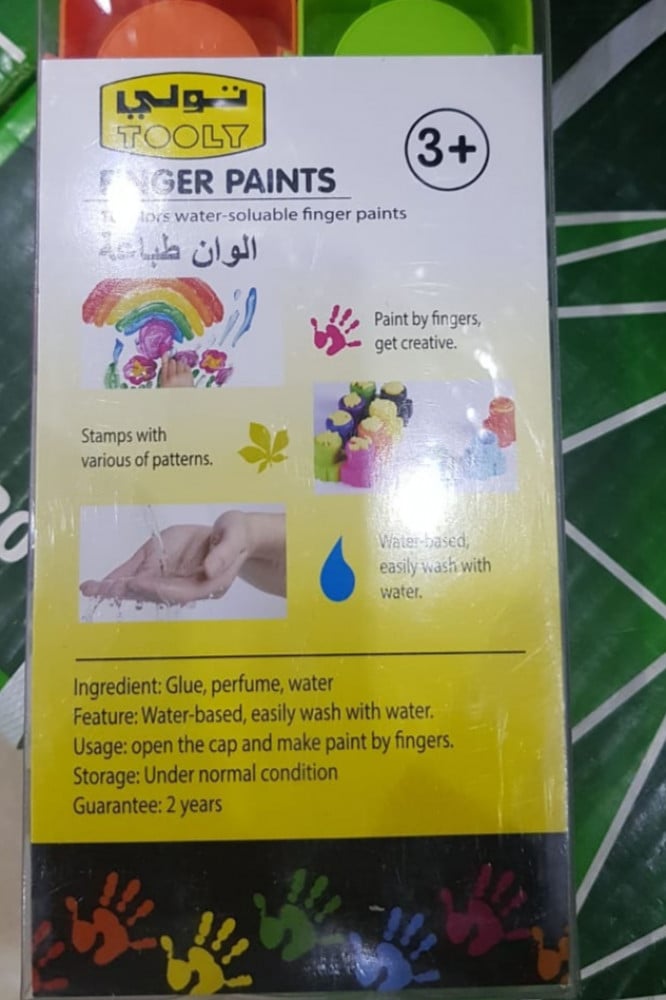 تولي
TOOLY
3+
FINGER PAINTS
water-soluable finger paints
الوان طباعة
Paint by fingers,
get creative.
Stamps with
various of patterns.
Water-based,
easily wash with
water.
Ingredient: Glue, perfume, water
Feature: Water-based, easily wash with water.
Usage: open the cap and make paint by fingers.
Storage: Under normal condition
Guarantee: 2 years